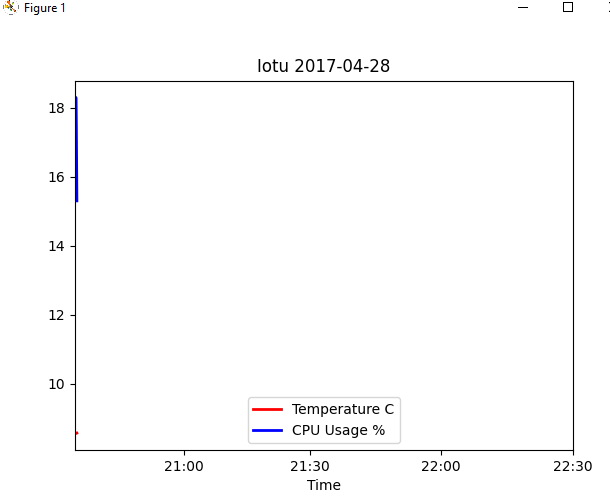 Figure 1
Iotu 2017-04-28
18
16
14
12
10
Temperature C
CPU Usage %
21:00 21:30 22:00 22:30
Time